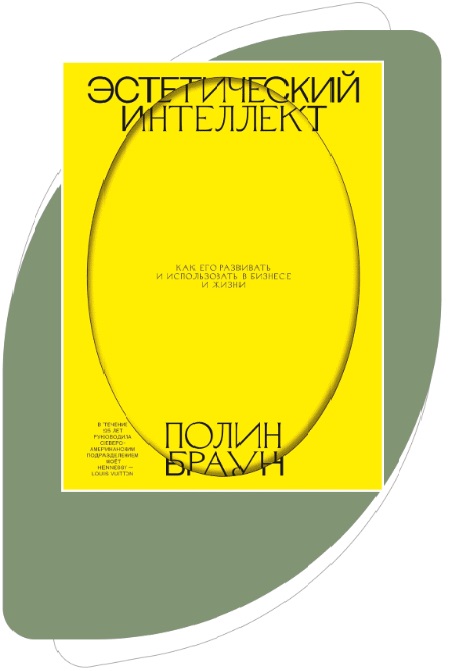 ЭСТЕТИЧЕСКИЙ
ИНТЕЛЛЕКТ
КАК ЕГО РАЗВИВАТЬ
И ИСПОЛЬЗОВАТЬ В БИЗНЕСЕ
И ЖИЗНИ
ПОЛИН
БРАУН
В ТЕЧЕНИЕ
ЛЕТ
РУКОВОДИЛА
СЕВЕРО-
АМЕРИКАНСКИМ
ПОДРАЗДЕЛЕНИЕМ
MOËT
HENNESSY —
LOUIS VUITTON